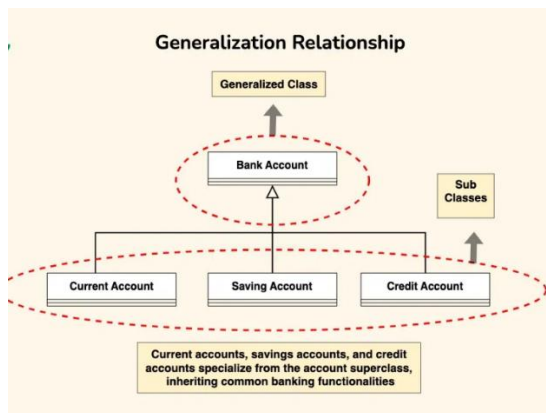 Generalization Relationship
Generalized Class
Bank Account
Sub
Classes
Current Account
Saving Account
Credit Account
Current accounts, savings accounts, and credit
accounts specialize from the account superclass,
inheriting common banking functionalities